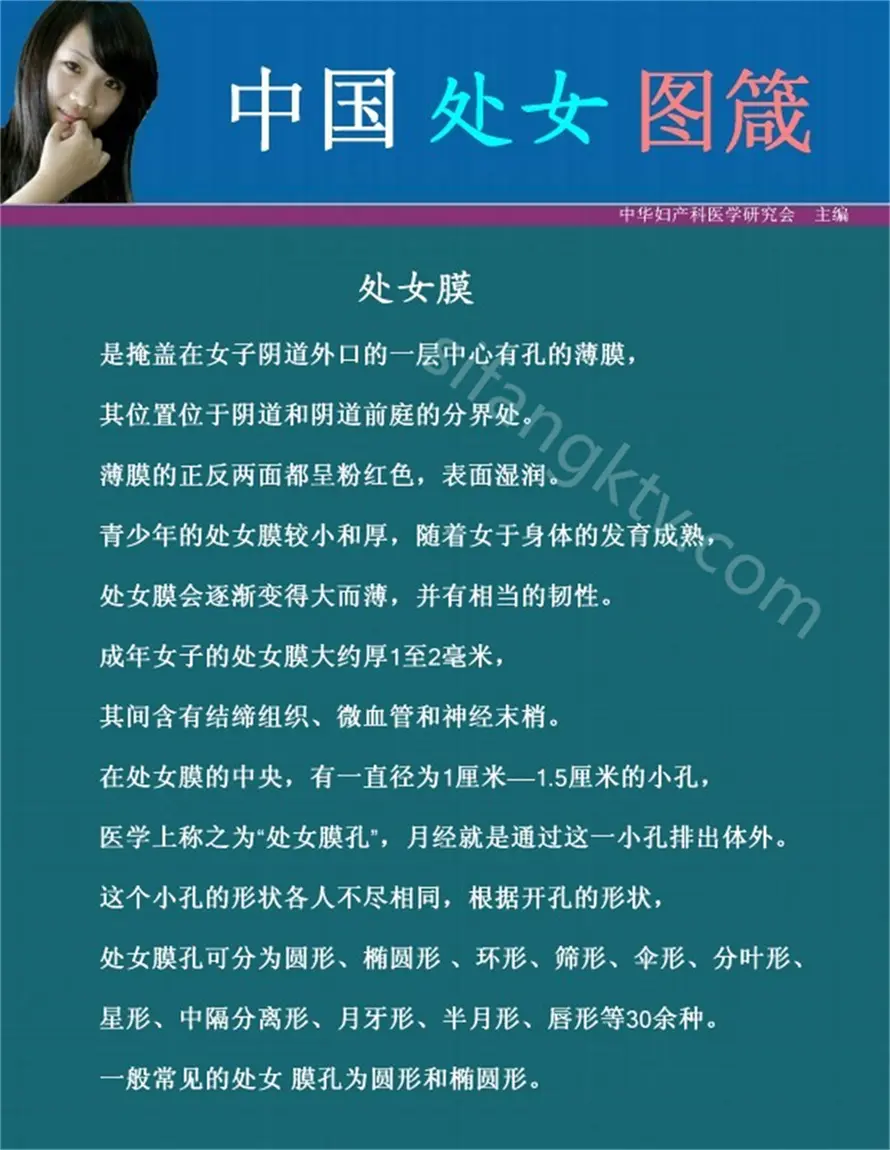 中国 处女 图箴
中华妇产科医学研究会 主编
处女膜
是掩盖在女子阴道外口的一层中心有孔的薄膜，
其位置位于阴道和阴道前庭的分界处。
薄膜的正反两面都呈粉红色，表面湿润。
青少年的处女膜较小和厚，随着女于身体的发育成熟，
处女膜会逐渐变得大而薄，并有相当的韧性。
成年女子的处女膜大约厚1至2毫米，
其间含有结缔组织、微血管和神经末梢。
在处女膜的中央，有一直径为1厘米—1.5厘米的小孔，
医学上称之为“处女膜孔”，月经就是通过这一小孔排出体外。
这个小孔的形状各人不尽相同，根据开孔的形状，
处女膜孔可分为圆形、椭圆形 、环形、筛形、伞形、分叶形、
星形、中隔分离形、月牙形、半月形、唇形等30余种。
一般常见的处女 膜孔为圆形和椭圆形。
sifangktv.com